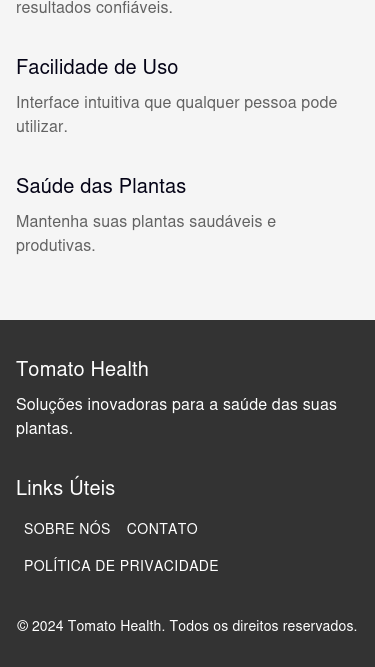 resultados confiáveis.
Facilidade de Uso
Interface intuitiva que qualquer pessoa pode
utilizar.
Saúde das Plantas
Mantenha suas plantas saudáveis e
produtivas.
Tomato Health
Soluções inovadoras para a saúde das suas
plantas.
Links Úteis
SOBRE NÓS CONTATO
POLÍTICA DE PRIVACIDADE
© 2024 Tomato Health. Todos os direitos reservados.